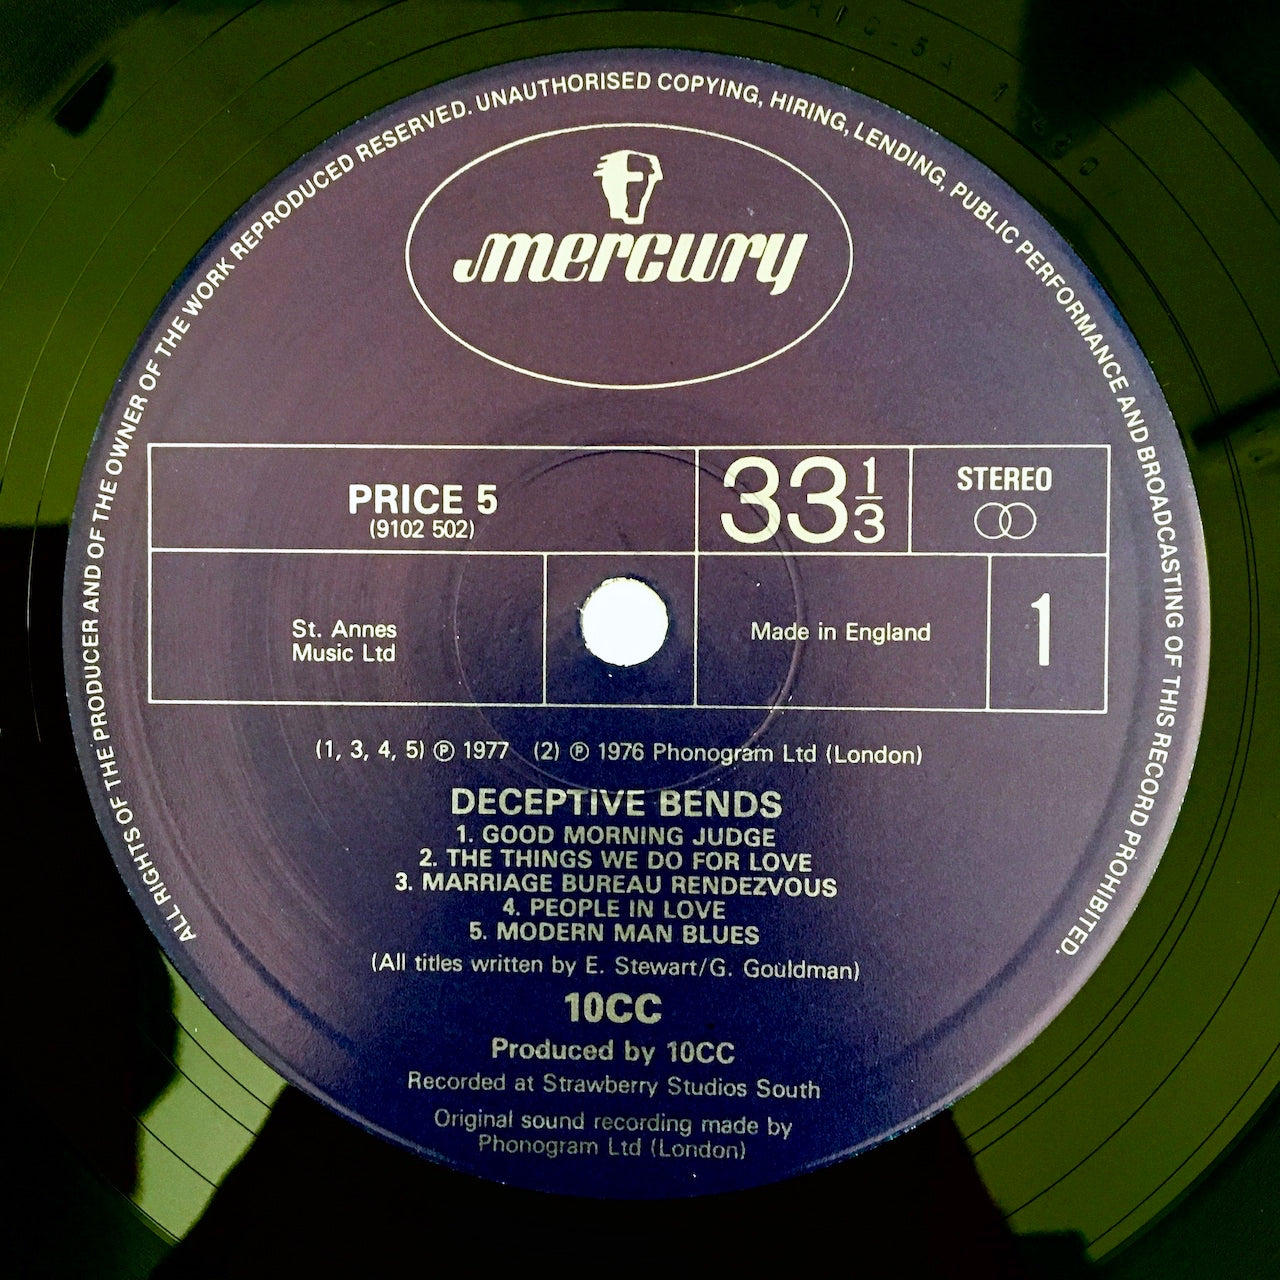 ALL RIGHTS OF THE PRODUCER AND OF THE OWNER OF THE WORK REPRODUCED RESERVED. UNAUTHORISED COPYING, HIRING, LENDING, PUBLIC PERFORMANCE AND BROADCASTING OF THIS RECORD PROHIBITED.
mercury
PRICE 5
(9102 502)
33 1/3
STEREO
St. Annes
Music Ltd
Made in England
1
(1, 3, 4, 5) ℗ 1977 (2) ℗ 1976 Phonogram Ltd (London)
DECEPTIVE BENDS
1. GOOD MORNING JUDGE
2. THE THINGS WE DO FOR LOVE
3. MARRIAGE BUREAU RENDEZVOUS
4. PEOPLE IN LOVE
5. MODERN MAN BLUES
(All titles written by E. Stewart/G. Gouldman)
10CC
Produced by 10CC
Recorded at Strawberry Studios South
Original sound recording made by
Phonogram Ltd (London)